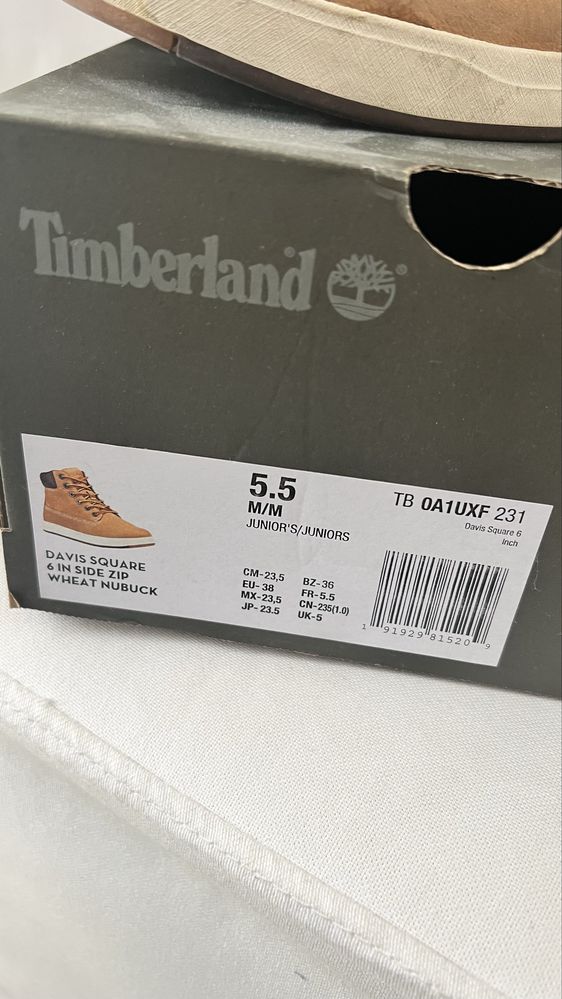 Timberland®
5.5
M/M
JUNIOR'S/JUNIORS
TB 0A1UXF 231
Davis Square 6
Inch
DAVIS SQUARE
6 IN SIDE ZIP
WHEAT NUBUCK
CM-23,5 BZ-36
EU- 38 FR-5.5
MX-23,5 CN-235(1.0)
JP- 23.5 UK-5
1 91929 81520 9